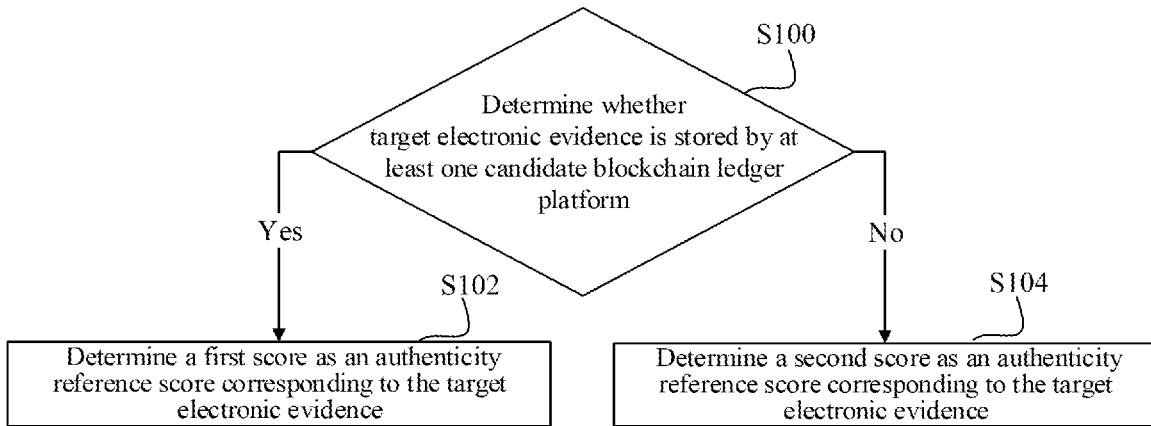 S100
Determine whether
target electronic evidence is stored by at
least one candidate blockchain ledger
platform
Yes
No
S102
S104
Determine a first score as an authenticity
reference score corresponding to the target
electronic evidence
Determine a second score as an authenticity
reference score corresponding to the target
electronic evidence